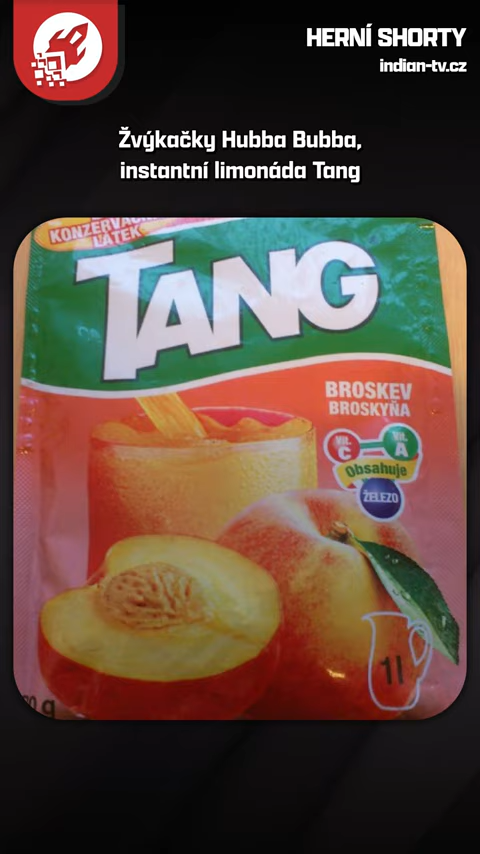 HERNÍ SHORTY
indian-tv.cz
Žvýkačky Hubba Bubba,
instantní limonáda Tang
KONZERVAČNÍ
LÁTEK
TANG
BROSKEV
BROSKYŇA
Vit. C
Vit. A
Obsahuje
ŽELEZO
1l